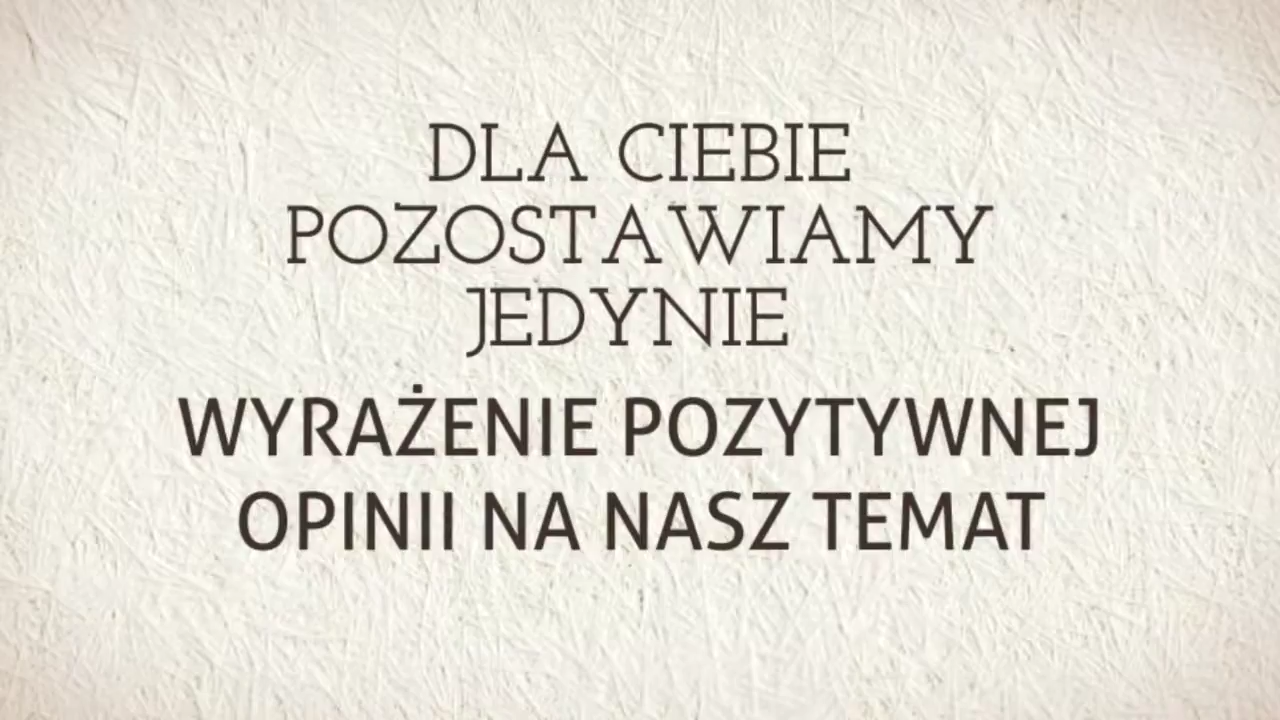 DLA CIEBIE
POZOSTAWIAMY
JEDYNIE
WYRAŻENIE POZYTYWNEJ
OPINII NA NASZ TEMAT